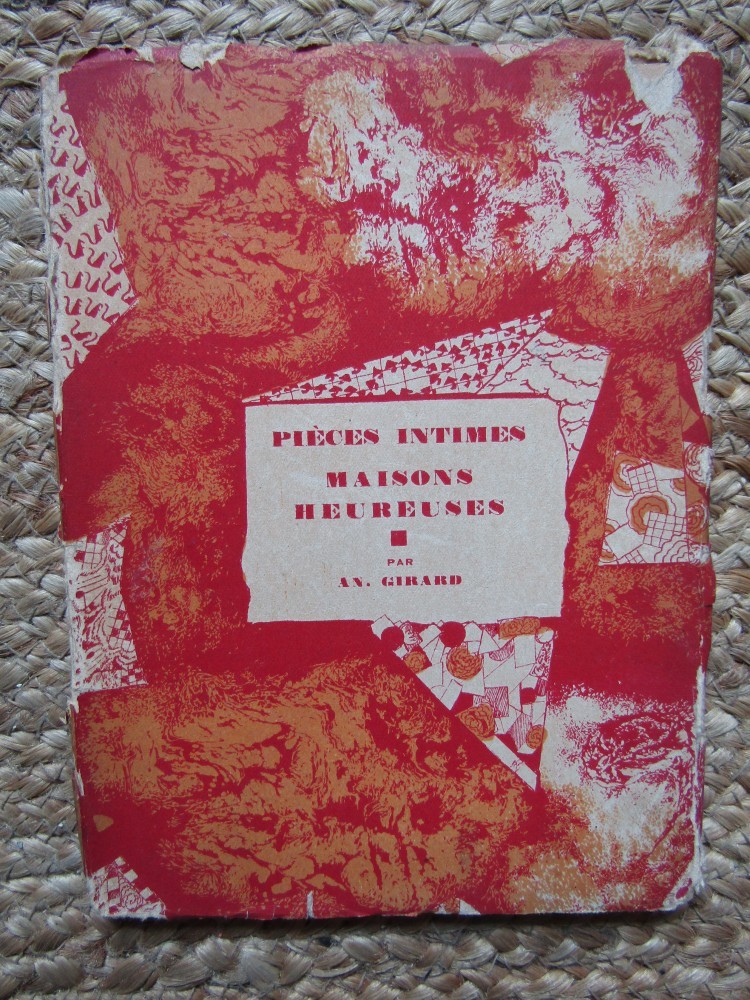 PIÈCES INTIMES
MAISONS
HEUREUSES
PAR
AN. GIRARD